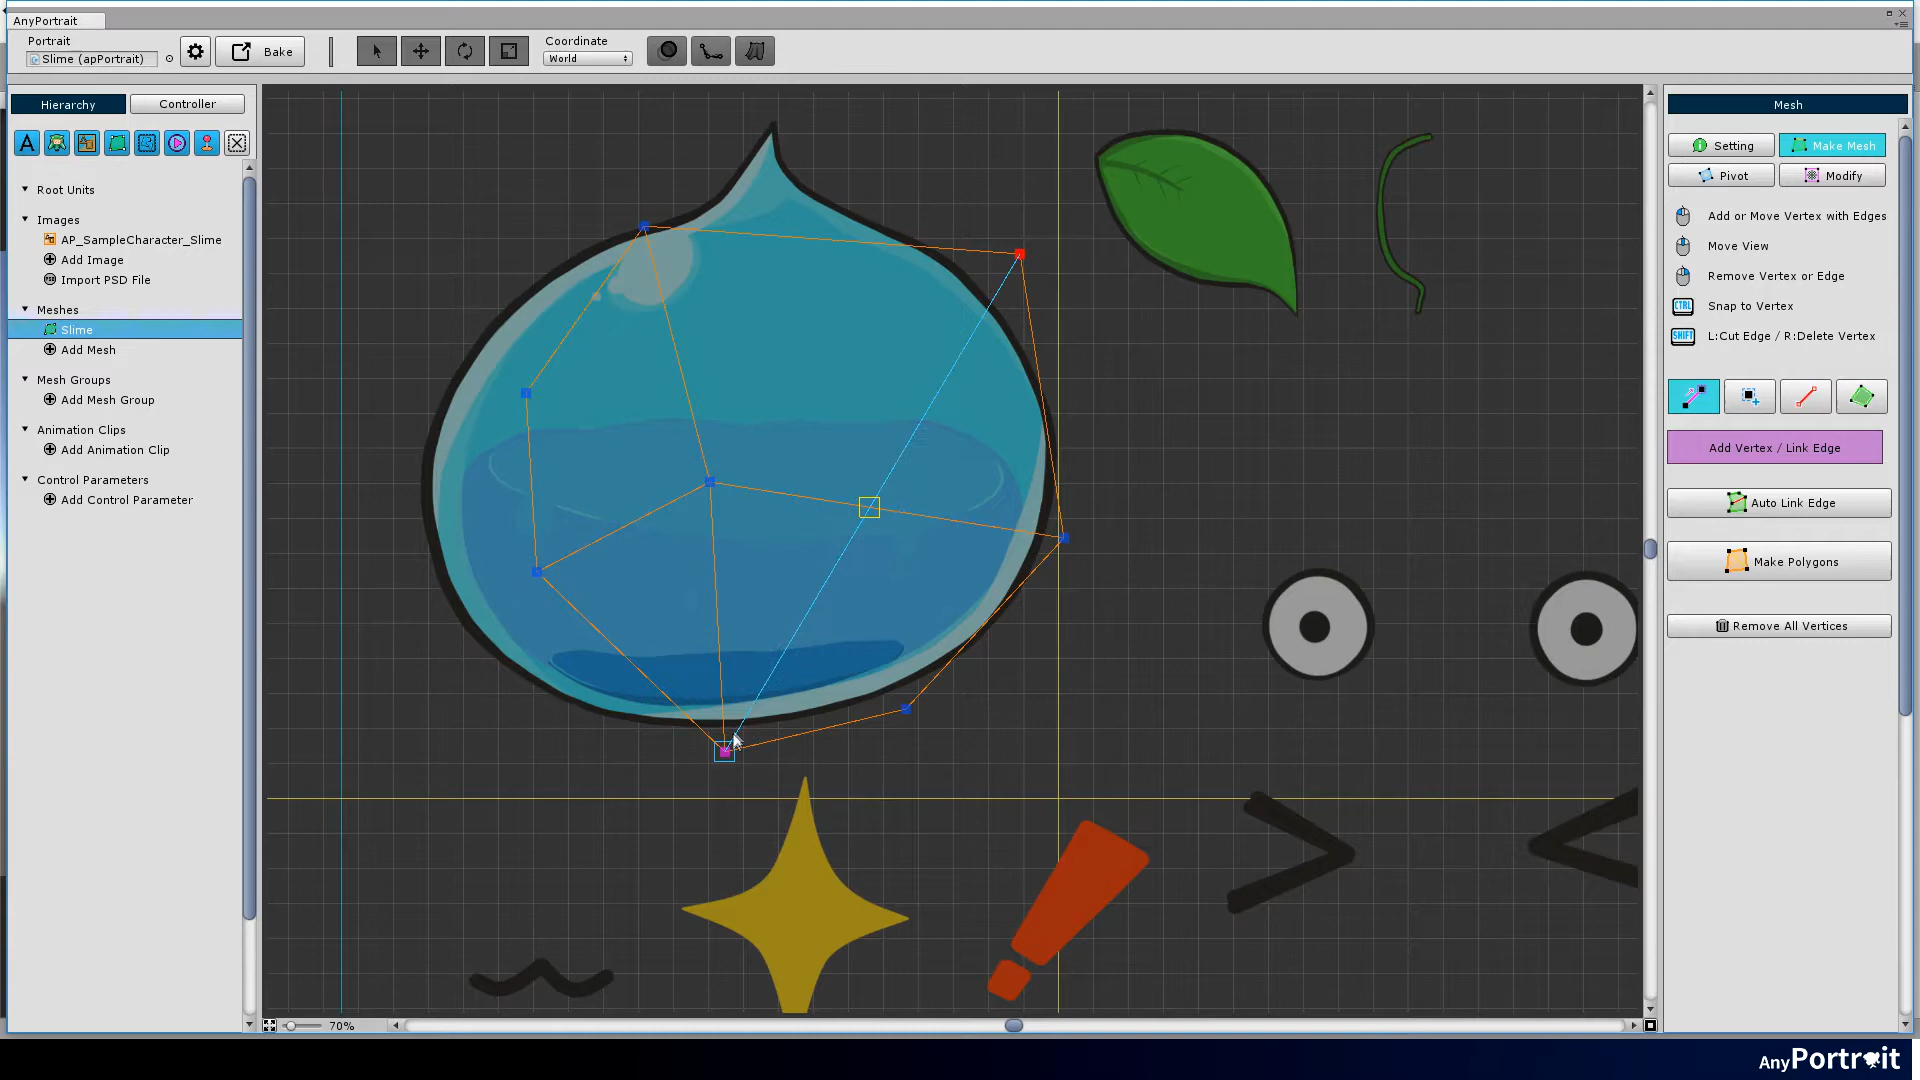 AnyPortrait
Portrait
Slime (apPortrait)
Bake
Coordinate
World
Hierarchy
Controller
A
Root Units
Images
AP_SampleCharacter_Slime
Add Image
Import PSD File
Meshes
Slime
Add Mesh
Mesh Groups
Add Mesh Group
Animation Clips
Add Animation Clip
Control Parameters
Add Control Parameter
70%
Mesh
Setting
Make Mesh
Pivot
Modify
Add or Move Vertex with Edges
Move View
Remove Vertex or Edge
CTRL Snap to Vertex
SHIFT L:Cut Edge / R:Delete Vertex
Add Vertex / Link Edge
Auto Link Edge
Make Polygons
Remove All Vertices
AnyPortrait